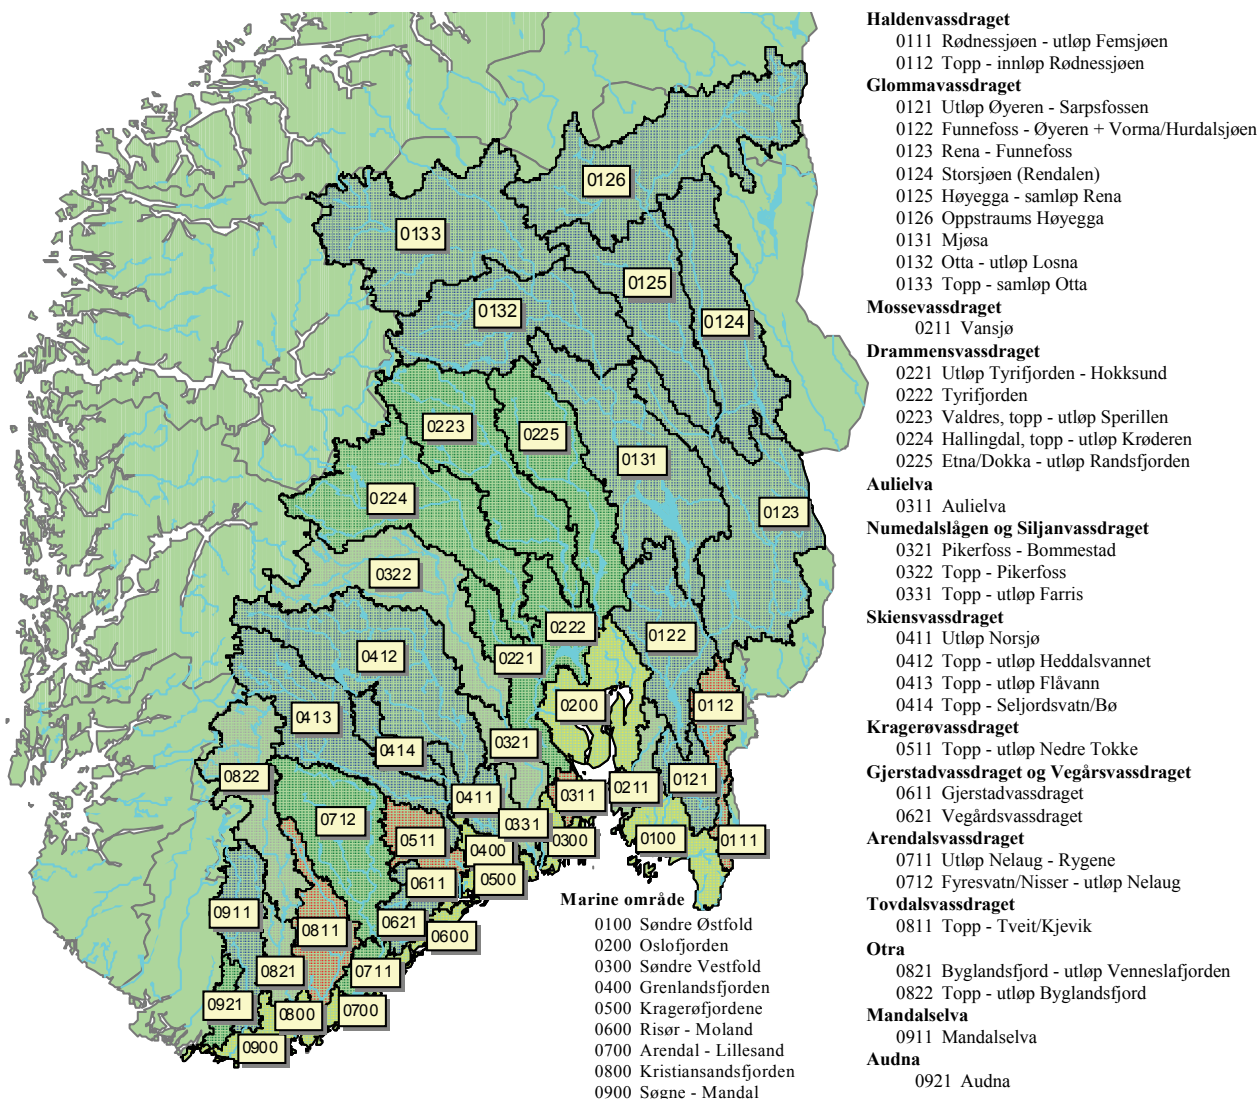 0126
0133
0125
0132
0124
0223
0225
0131
0224
0123
0322
0222
0122
0221
0412
0200
0112
0413
0321
0414
0822
0121
0211
0411
0311
0712
0331
0511
0300
0100
0111
0400
0611
0500
0911
0621
0811
0600
0821
0711
0921
0800
0700
0900
Marine område
0100 Søndre Østfold
0200 Oslofjorden
0300 Søndre Vestfold
0400 Grenlandsfjorden
0500 Kragerøfjordene
0600 Risør - Moland
0700 Arendal - Lillesand
0800 Kristiansandsfjorden
0900 Søgne - Mandal
Haldenvassdraget
0111 Rødnessjøen - utløp Femsjøen
0112 Topp - innløp Rødnessjøen
Glommavassdraget
0121 Utløp Øyeren - Sarpsfossen
0122 Funnefoss - Øyeren + Vorma/Hurdalsjøen
0123 Rena - Funnefoss
0124 Storsjøen (Rendalen)
0125 Høyegga - samløp Rena
0126 Oppstraums Høyegga
0131 Mjøsa
0132 Otta - utløp Losna
0133 Topp - samløp Otta
Mossevassdraget
0211 Vansjø
Drammensvassdraget
0221 Utløp Tyrifjorden - Hokksund
0222 Tyrifjorden
0223 Valdres, topp - utløp Sperillen
0224 Hallingdal, topp - utløp Krøderen
0225 Etna/Dokka - utløp Randsfjorden
Aulielva
0311 Aulielva
Numedalslågen og Siljanvassdraget
0321 Pikerfoss - Bommestad
0322 Topp - Pikerfoss
0331 Topp - utløp Farris
Skiensvassdraget
0411 Utløp Norsjø
0412 Topp - utløp Heddalsvannet
0413 Topp - utløp Flåvann
0414 Topp - Seljordsvatn/Bø
Kragerøvassdraget
0511 Topp - utløp Nedre Tokke
Gjerstadvassdraget og Vegårsvassdraget
0611 Gjerstadvassdraget
0621 Vegårdsvassdraget
Arendalsvassdraget
0711 Utløp Nelaug - Rygene
0712 Fyresvatn/Nisser - utløp Nelaug
Tovdalsvassdraget
0811 Topp - Tveit/Kjevik
Otra
0821 Byglandsfjord - utløp Venneslafjorden
0822 Topp - utløp Byglandsfjord
Mandalselva
0911 Mandalselva
Audna
0921 Audna